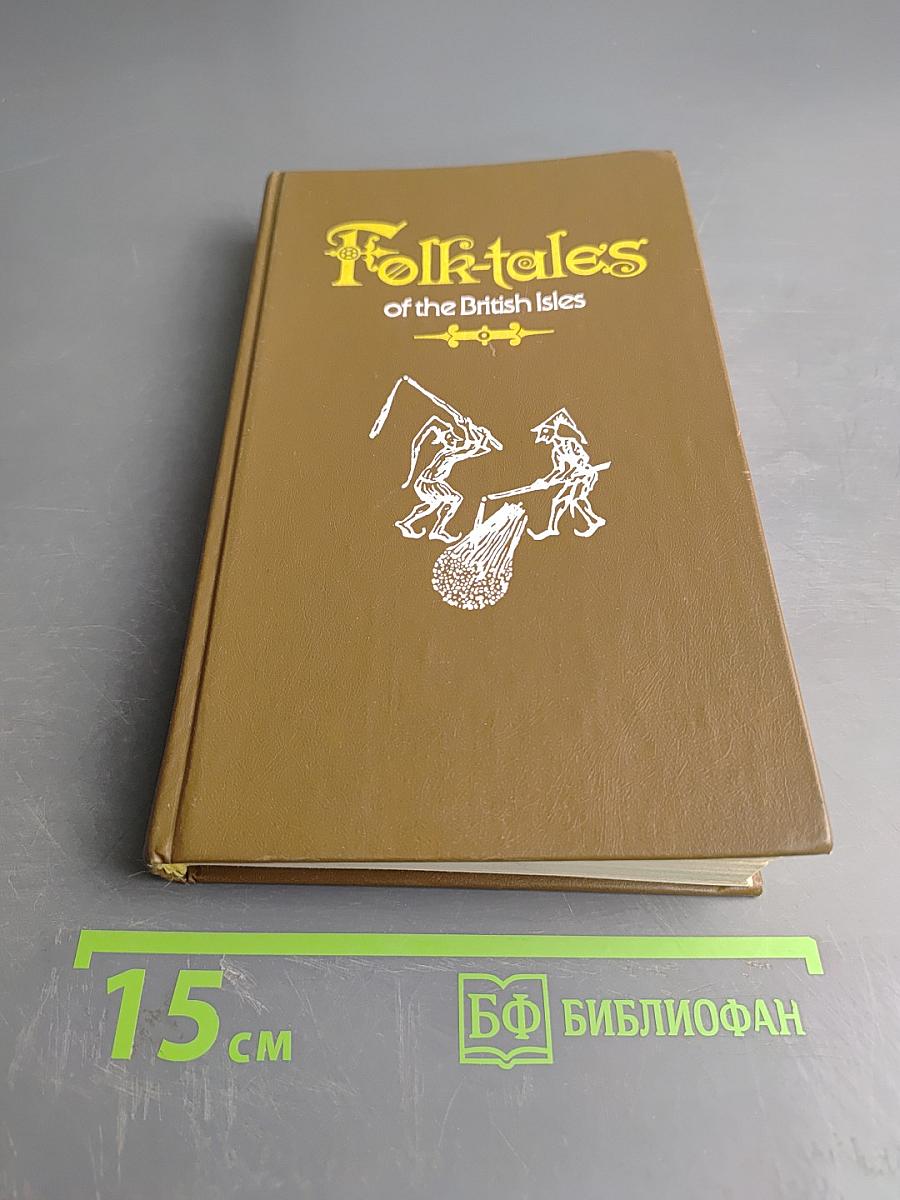 Folk-tales
of the British Isles
15 см
БФ БИБЛИОФАН